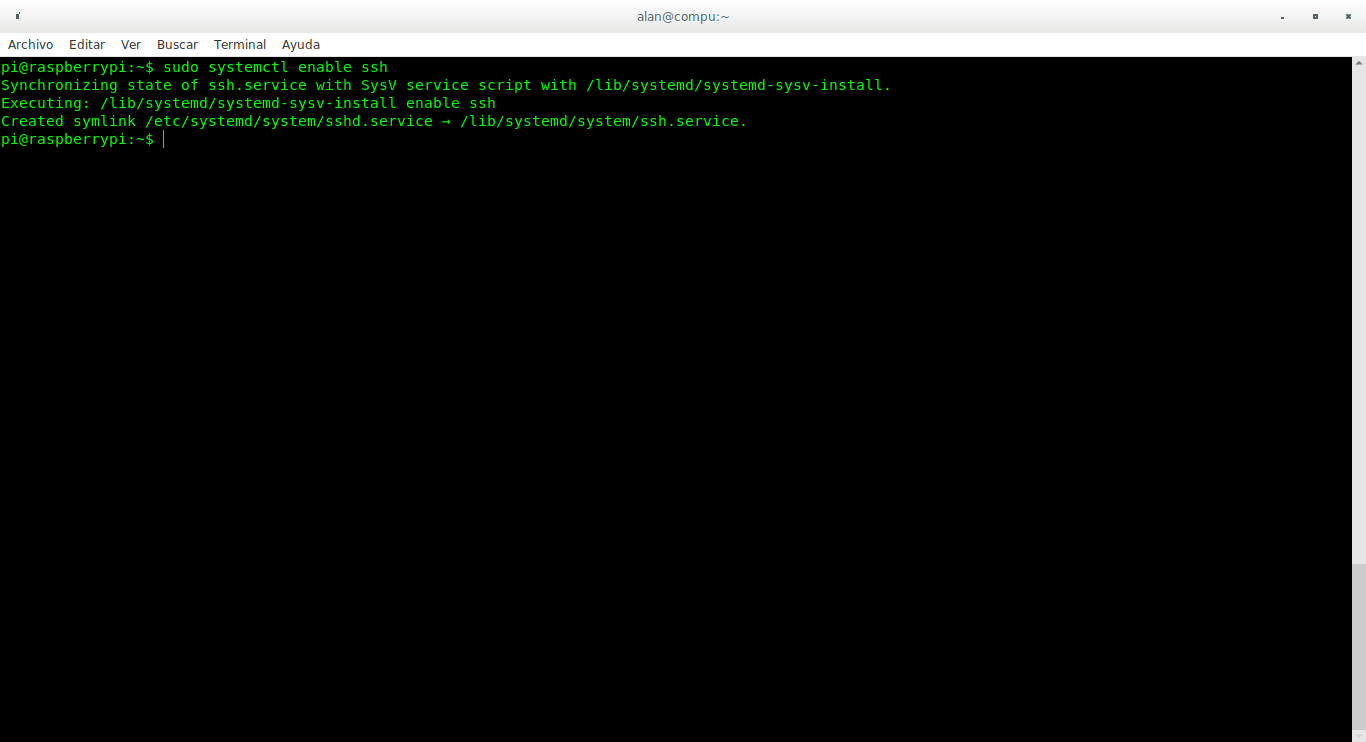 alan@compu:~
Archivo Editar Ver Buscar Terminal Ayuda
pi@raspberrypi:~$ sudo systemctl enable ssh
Synchronizing state of ssh.service with SysV service script with /lib/systemd/systemd-sysv-install.
Executing: /lib/systemd/systemd-sysv-install enable ssh
Created symlink /etc/systemd/system/sshd.service → /lib/systemd/system/ssh.service.
pi@raspberrypi:~$